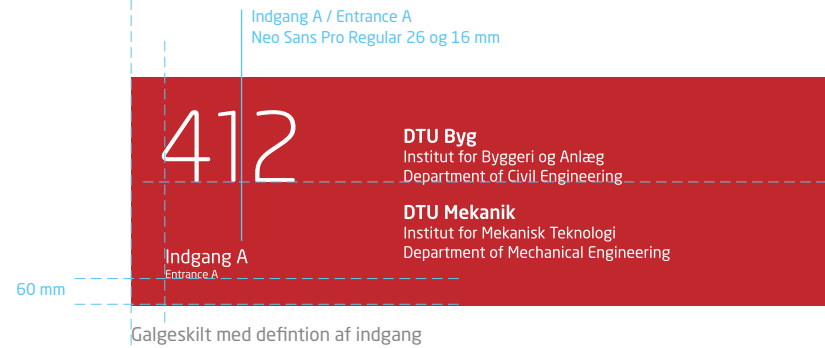 Indgang A / Entrance A
Neo Sans Pro Regular 26 og 16 mm
412
DTU Byg
Institut for Byggeri og Anlæg
Department of Civil Engineering
DTU Mekanik
Institut for Mekanisk Teknologi
Department of Mechanical Engineering
Indgang A
Entrance A
60 mm
Galgeskilt med defintion af indgang